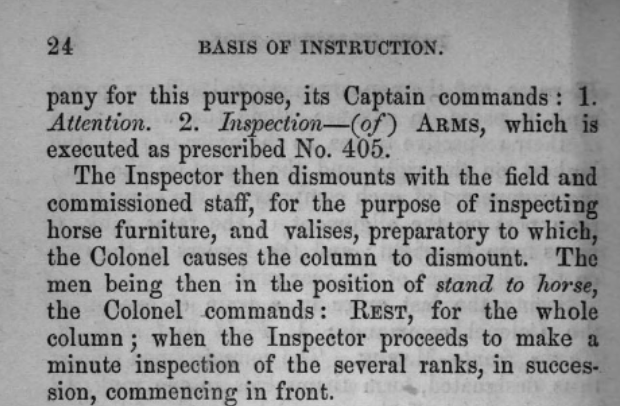 24 BASIS OF INSTRUCTION.
pany for this purpose, its Captain commands : 1.
Attention. 2. Inspection—(of) ARMS, which is
executed as prescribed No. 405.
The Inspector then dismounts with the field and
commissioned staff, for the purpose of inspecting
horse furniture, and valises, preparatory to which,
the Colonel causes the column to dismount. The
men being then in the position of stand to horse,
the Colonel commands : REST, for the whole
column ; when the Inspector proceeds to make a
minute inspection of the several ranks, in succes-
sion, commencing in front.